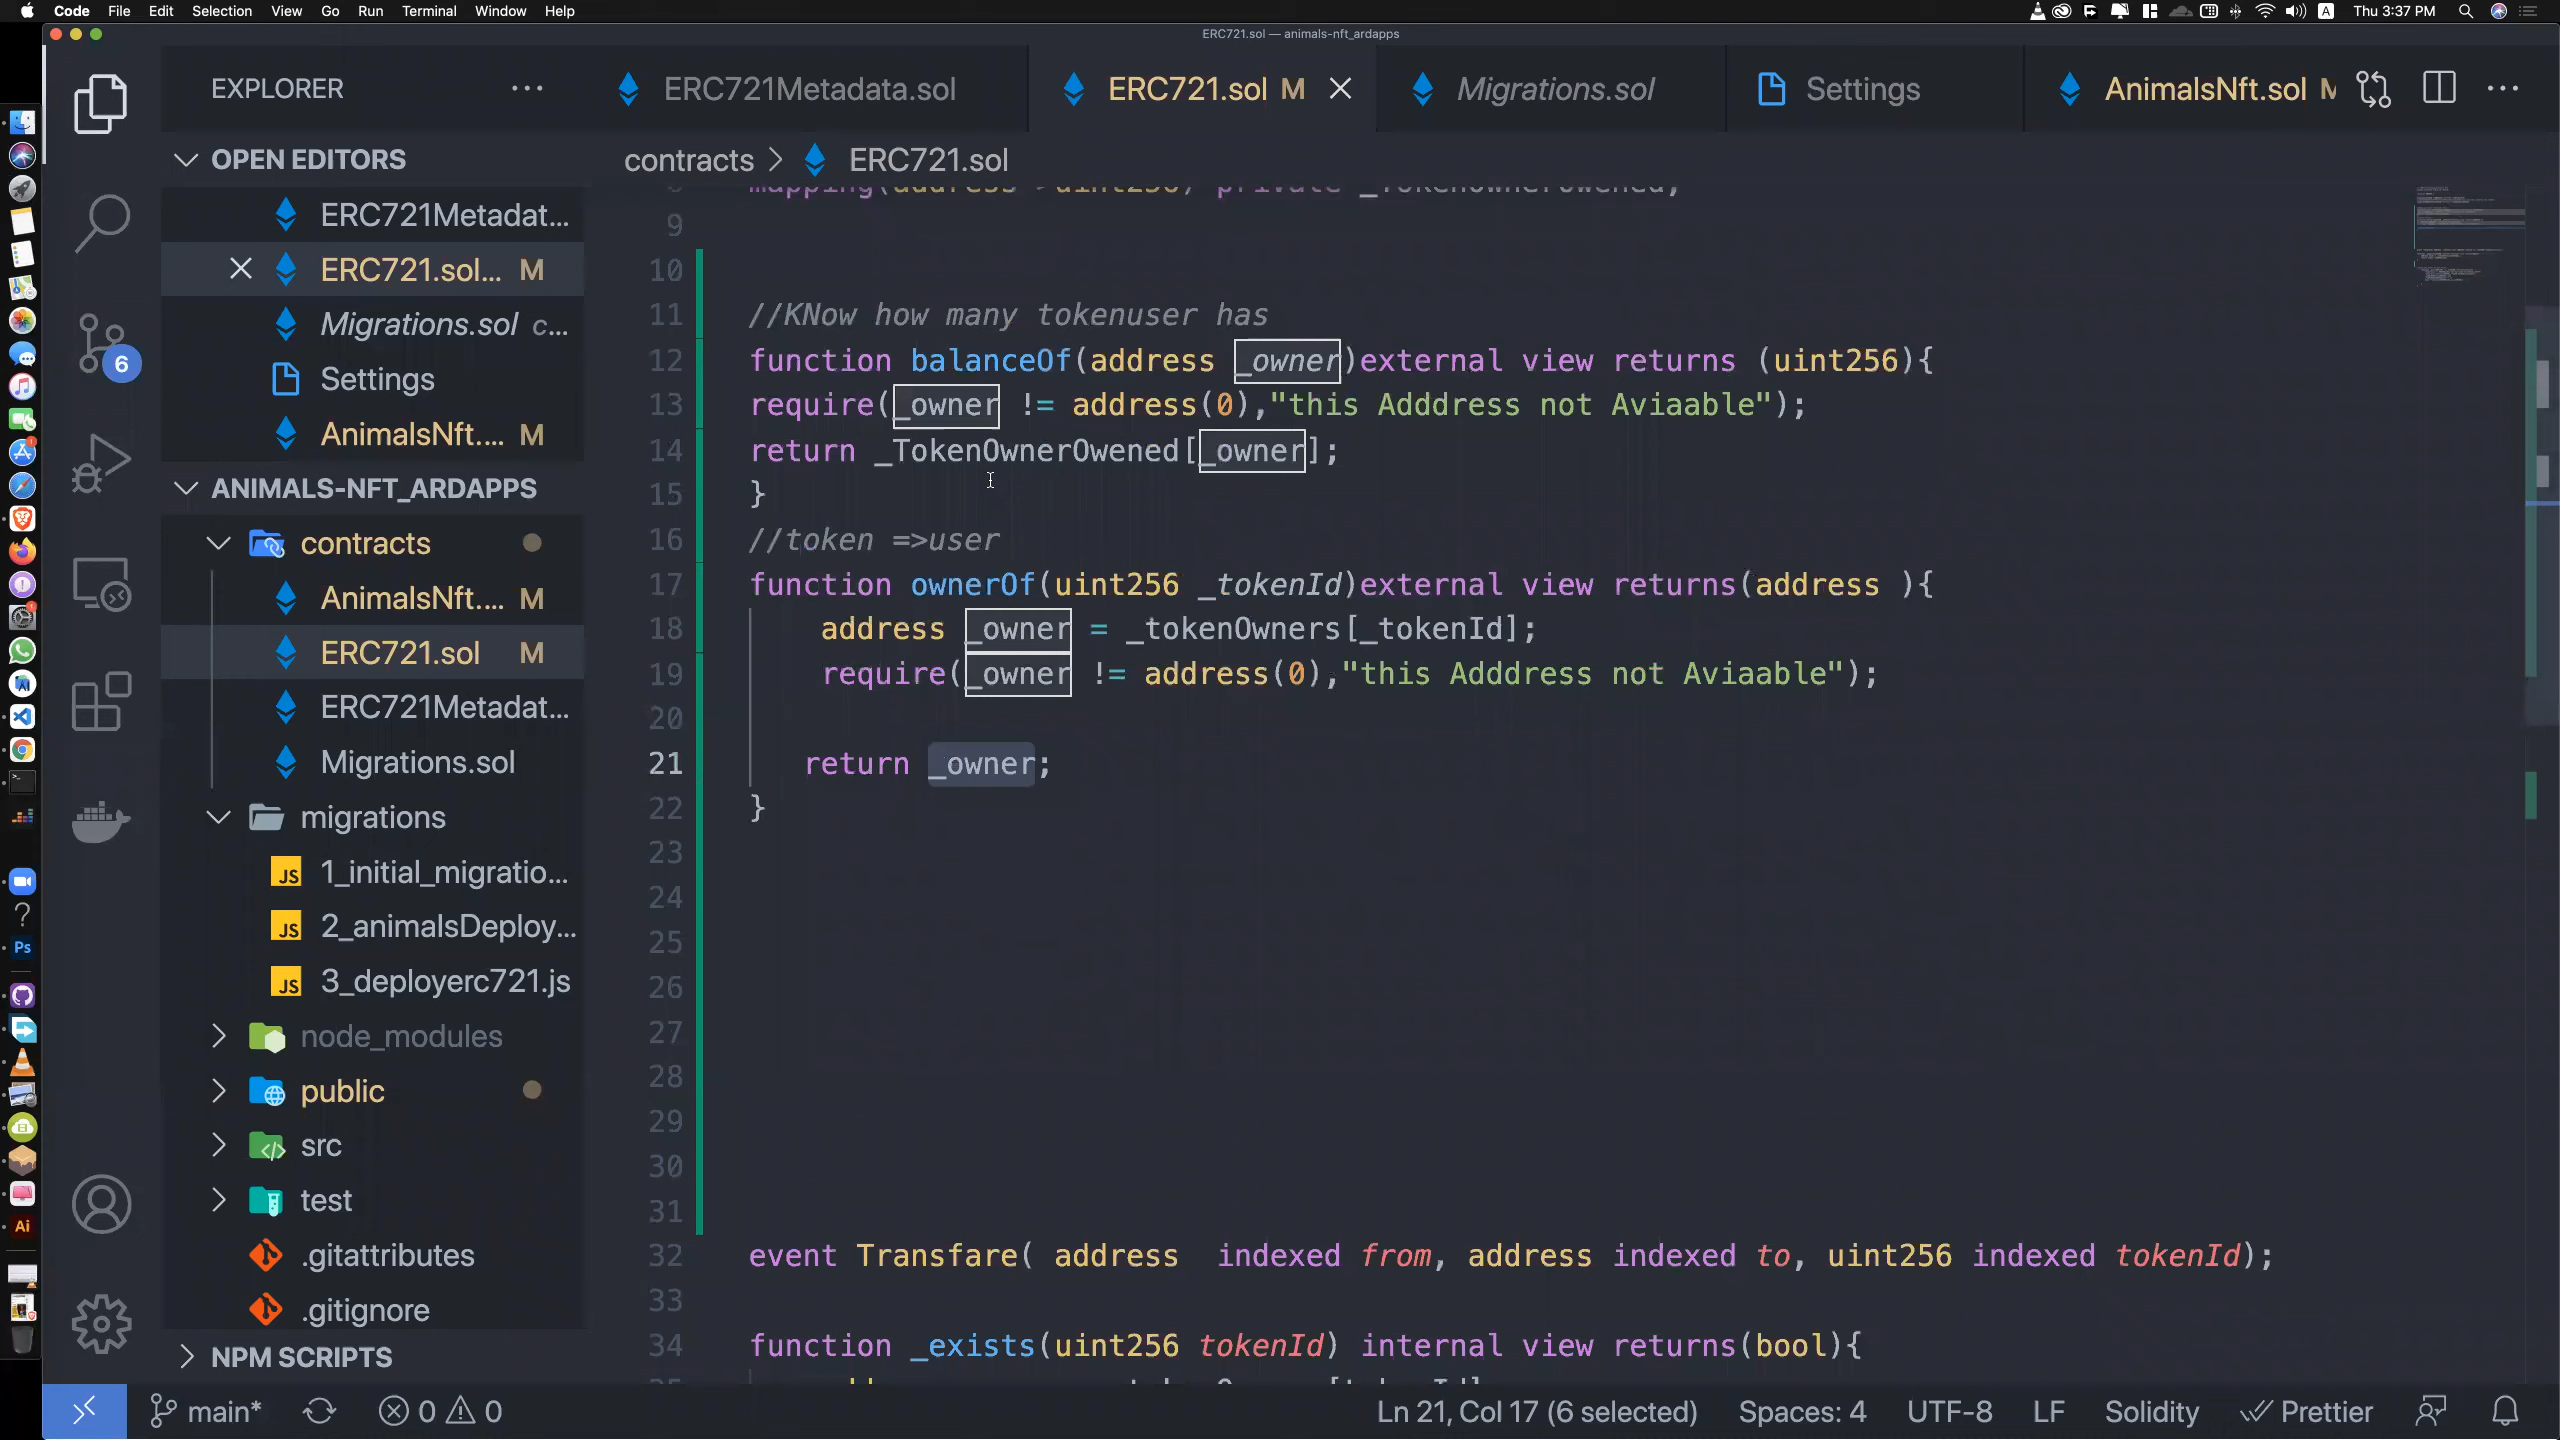 Code File Edit Selection View Go Run Terminal Window Help
Thu 3:37 PM
ERC721.sol — animals-nft_ardapps
EXPLORER
ERC721Metadata.sol
ERC721.sol M
Migrations.sol
Settings
AnimalsNft.sol
OPEN EDITORS
ERC721Metadat...
ERC721.sol... M
Migrations.sol c...
Settings
AnimalsNft.... M
ANIMALS-NFT_ARDAPPS
contracts
AnimalsNft.... M
ERC721.sol M
ERC721Metadat...
Migrations.sol
migrations
JS 1_initial_migratio...
JS 2_animalsDeploy...
JS 3_deployerc721.js
node_modules
public
src
test
.gitattributes
.gitignore
NPM SCRIPTS
6
contracts > ERC721.sol
9
10
11 //KNow how many tokenuser has
12 function balanceOf(address _owner)external view returns (uint256){
13 require(_owner != address(0),"this Adddress not Aviaable");
14 return _TokenOwnerOwened[_owner];
15 }
16 //token =>user
17 function ownerOf(uint256 _tokenId)external view returns(address ){
18 address _owner = _tokenOwners[_tokenId];
19 require(_owner != address(0),"this Adddress not Aviaable");
20
21 return _owner;
22 }
23
24
25
26
27
28
29
30
31
32 event Transfare( address  indexed from, address indexed to, uint256 indexed tokenId);
33
34 function _exists(uint256 tokenId) internal view returns(bool){
main* 0 0
Ln 21, Col 17 (6 selected) Spaces: 4 UTF-8 LF Solidity Prettier
Ps
Ai
A